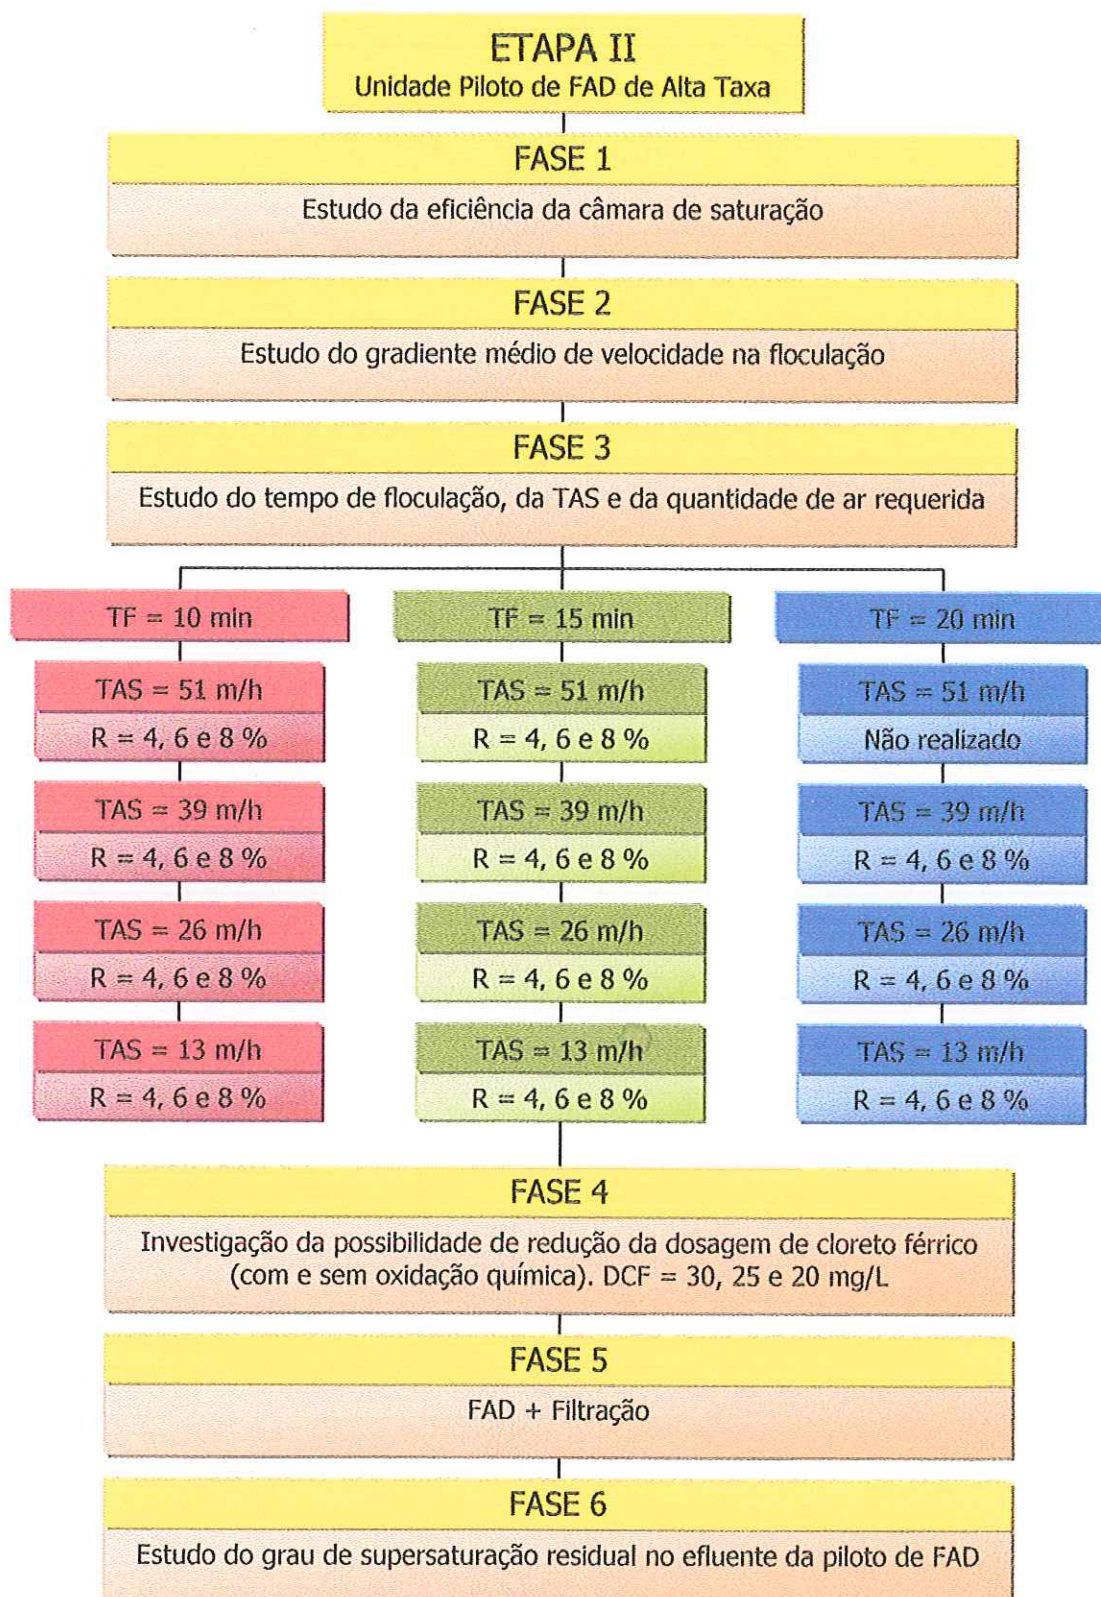 ETAPA II
Unidade Piloto de FAD de Alta Taxa
FASE 1
Estudo da eficiência da câmara de saturação
FASE 2
Estudo do gradiente médio de velocidade na floculação
FASE 3
Estudo do tempo de floculação, da TAS e da quantidade de ar requerida
TF = 10 min
TAS = 51 m/h
R = 4, 6 e 8 %
TAS = 39 m/h
R = 4, 6 e 8 %
TAS = 26 m/h
R = 4, 6 e 8 %
TAS = 13 m/h
R = 4, 6 e 8 %
TF = 15 min
TAS = 51 m/h
R = 4, 6 e 8 %
TAS = 39 m/h
R = 4, 6 e 8 %
TAS = 26 m/h
R = 4, 6 e 8 %
TAS = 13 m/h
R = 4, 6 e 8 %
TF = 20 min
TAS = 51 m/h
Não realizado
TAS = 39 m/h
R = 4, 6 e 8 %
TAS = 26 m/h
R = 4, 6 e 8 %
TAS = 13 m/h
R = 4, 6 e 8 %
FASE 4
Investigação da possibilidade de redução da dosagem de cloreto férrico
(com e sem oxidação química). DCF = 30, 25 e 20 mg/L
FASE 5
FAD + Filtração
FASE 6
Estudo do grau de supersaturação residual no efluente da piloto de FAD